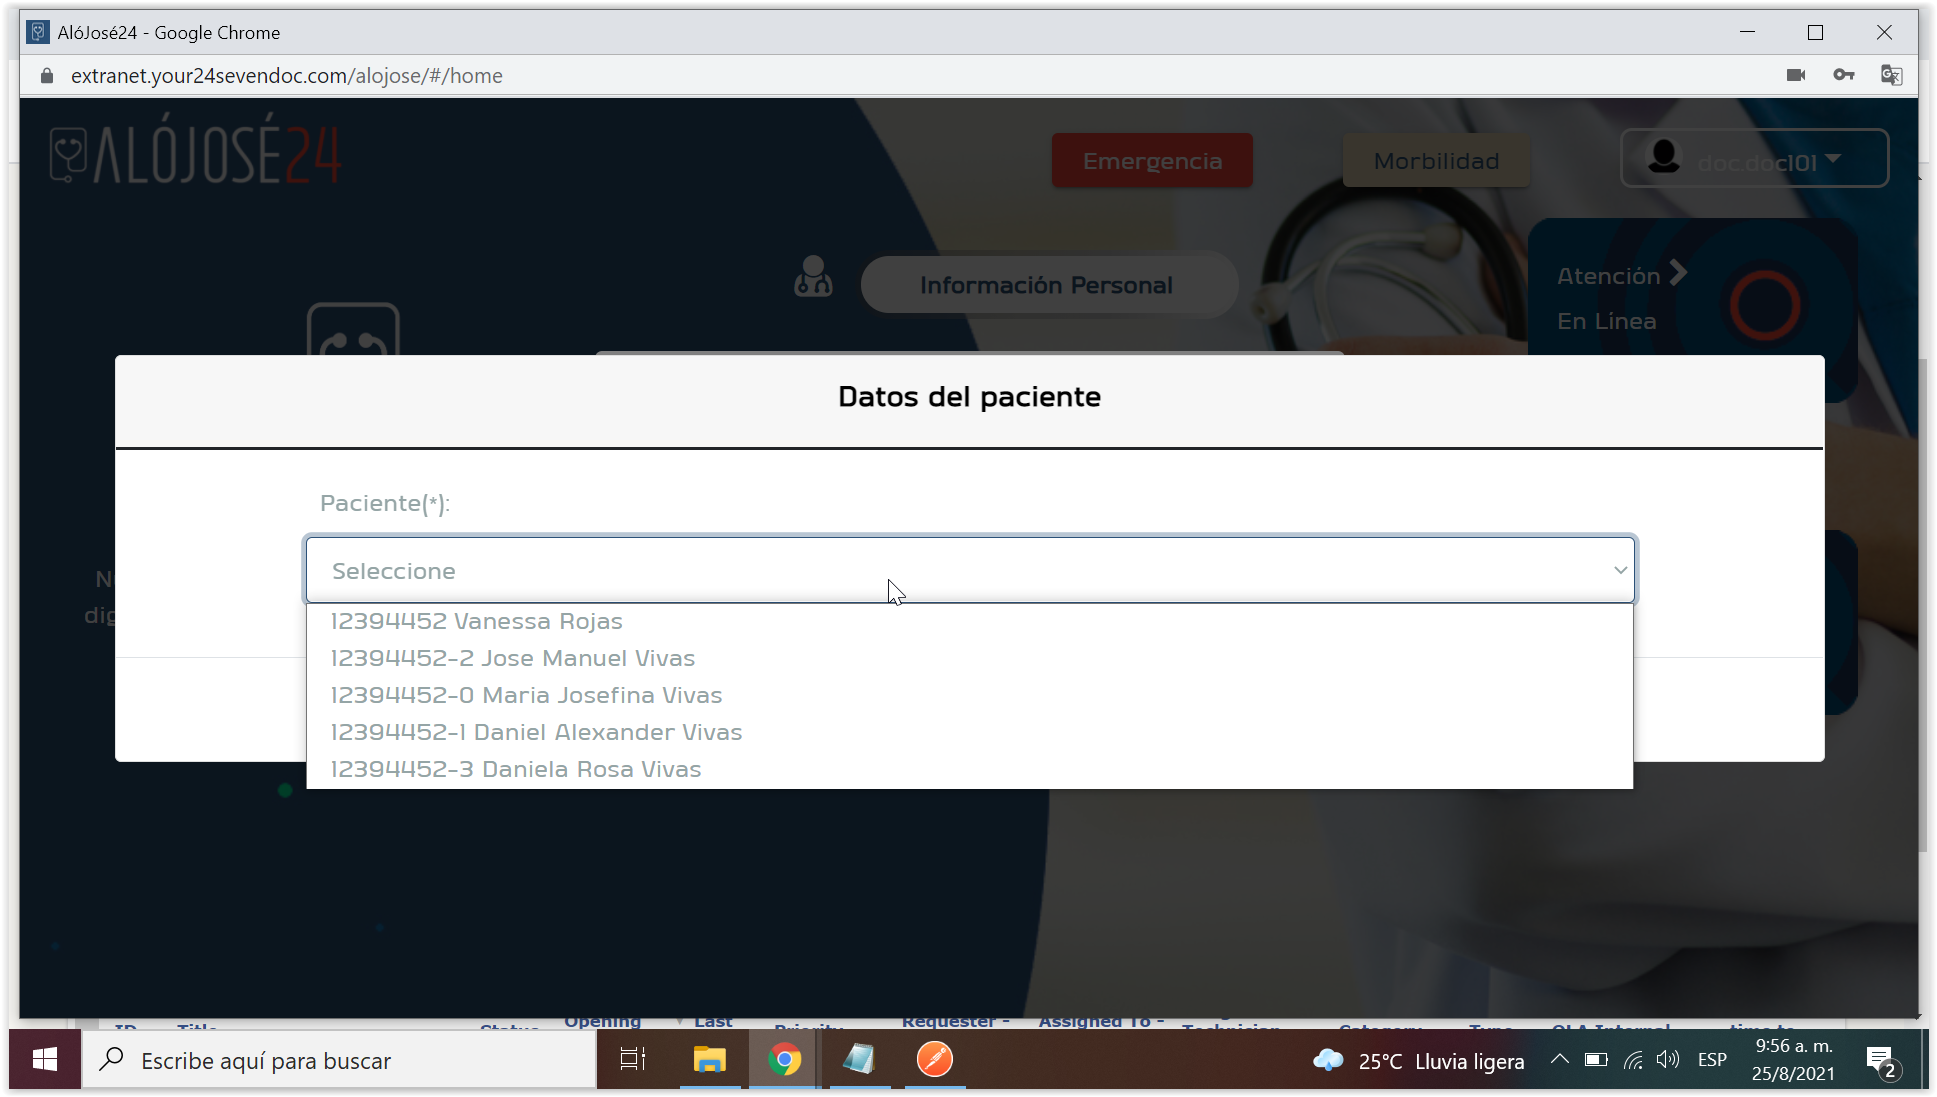 AlóJosé24 - Google Chrome
extranet.your24sevendoc.com/alojose/#/home
ALÓJOSÉ24
Emergencia
Morbilidad
doc.doc101
Información Personal
Atención
En Línea
Datos del paciente
Paciente(*):
Seleccione
12394452 Vanessa Rojas
12394452-2 Jose Manuel Vivas
12394452-0 Maria Josefina Vivas
12394452-1 Daniel Alexander Vivas
12394452-3 Daniela Rosa Vivas
ID Title Status Opening Last Priority Requester - Assigned To - Technician Category Type OLA Internal time to
Escribe aquí para buscar
25°C Lluvia ligera
ESP
9:56 a. m.
25/8/2021
2